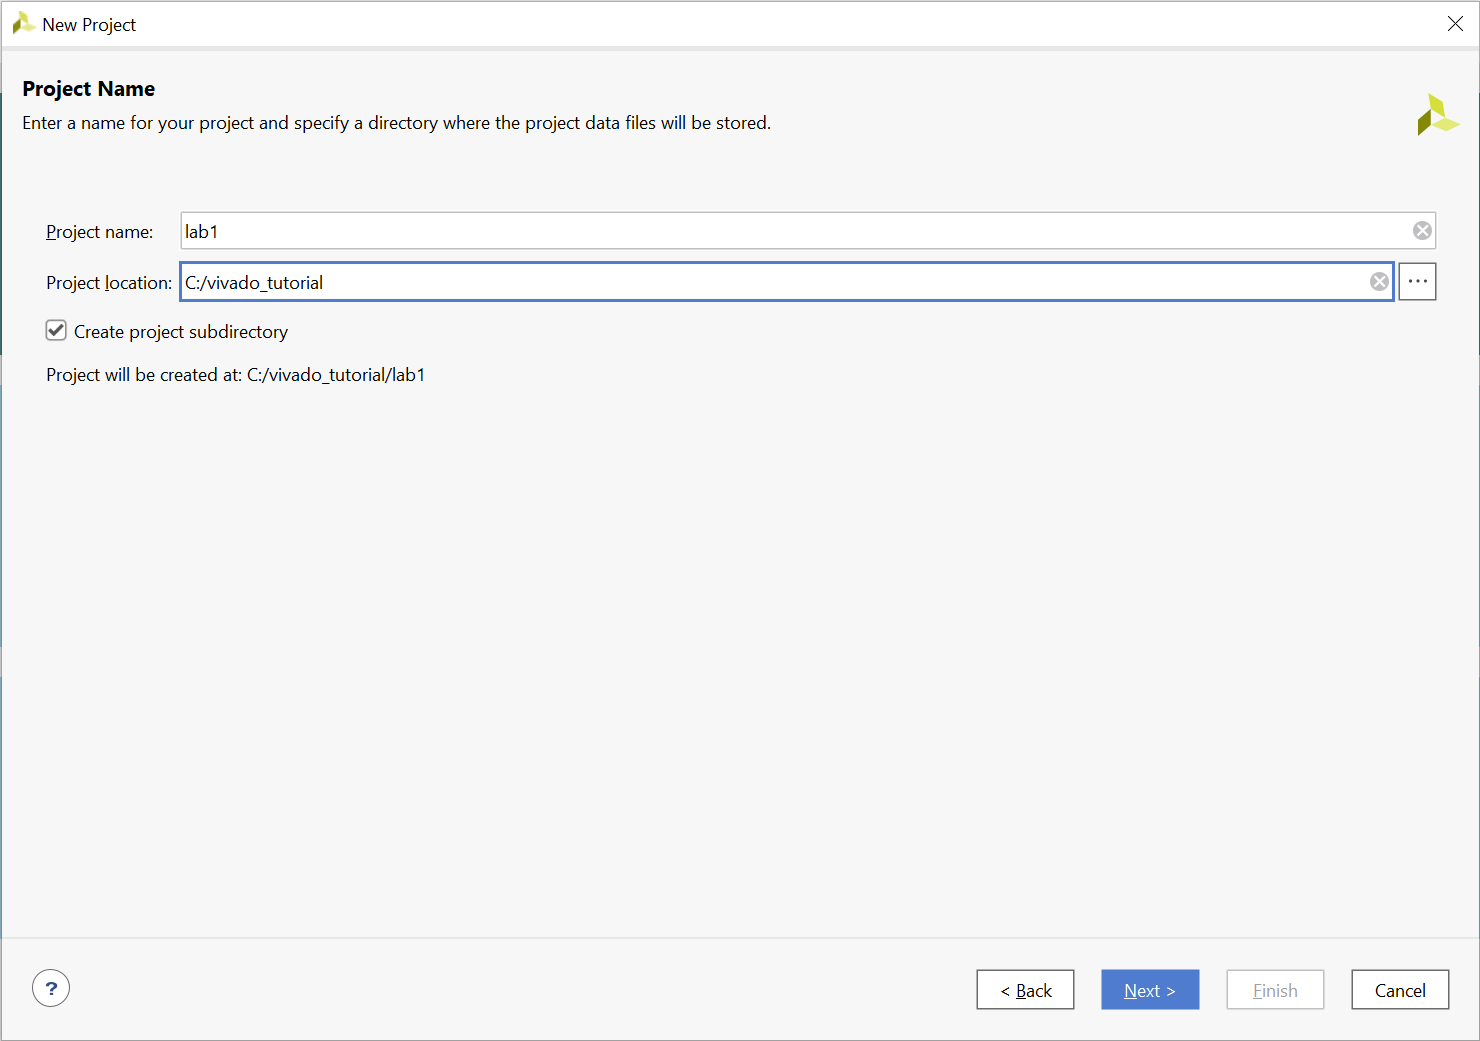 New Project
Project Name
Enter a name for your project and specify a directory where the project data files will be stored.
Project name: lab1
Project location: C:/vivado_tutorial ...
Create project subdirectory
Project will be created at: C:/vivado_tutorial/lab1
? < Back Next > Finish Cancel